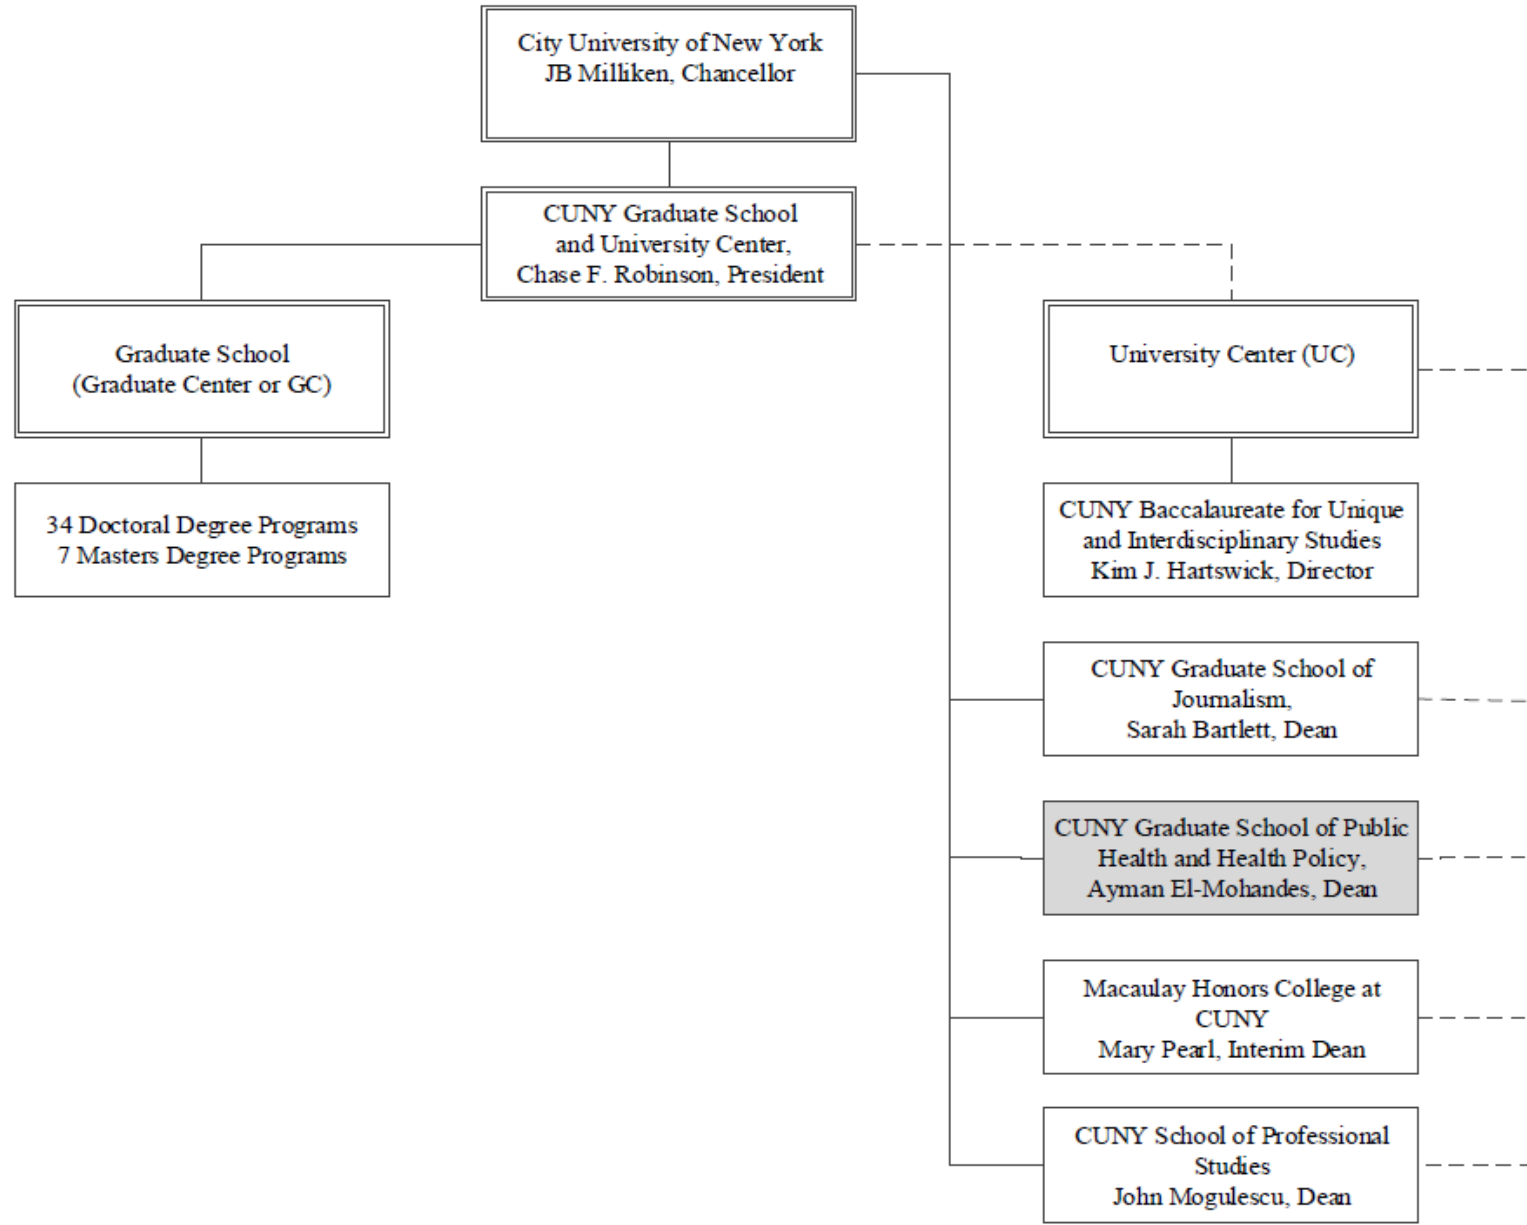 City University of New York
JB Milliken, Chancellor
CUNY Graduate School
and University Center,
Chase F. Robinson, President
Graduate School
(Graduate Center or GC)
University Center (UC)
34 Doctoral Degree Programs
7 Masters Degree Programs
CUNY Baccalaureate for Unique
and Interdisciplinary Studies
Kim J. Hartswick, Director
CUNY Graduate School of
Journalism,
Sarah Bartlett, Dean
CUNY Graduate School of Public
Health and Health Policy,
Ayman El-Mohandes, Dean
Macaulay Honors College at
CUNY
Mary Pearl, Interim Dean
CUNY School of Professional
Studies
John Mogulescu, Dean